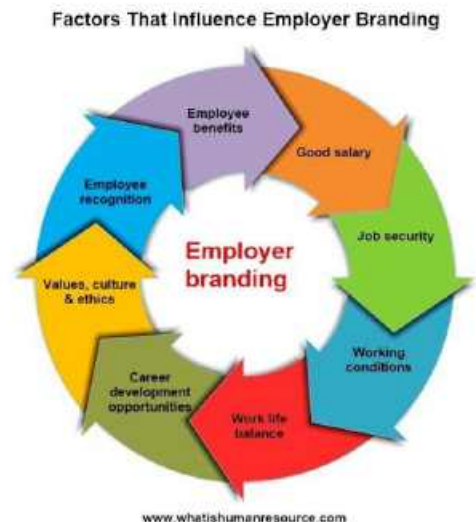 Factors That Influence Employer Branding
Employee
benefits
Good salary
Job security
Working
conditions
Work life
balance
Career
development
opportunities
Values, culture
& ethics
Employee
recognition
Employer
branding
www.whatishumanresource.com